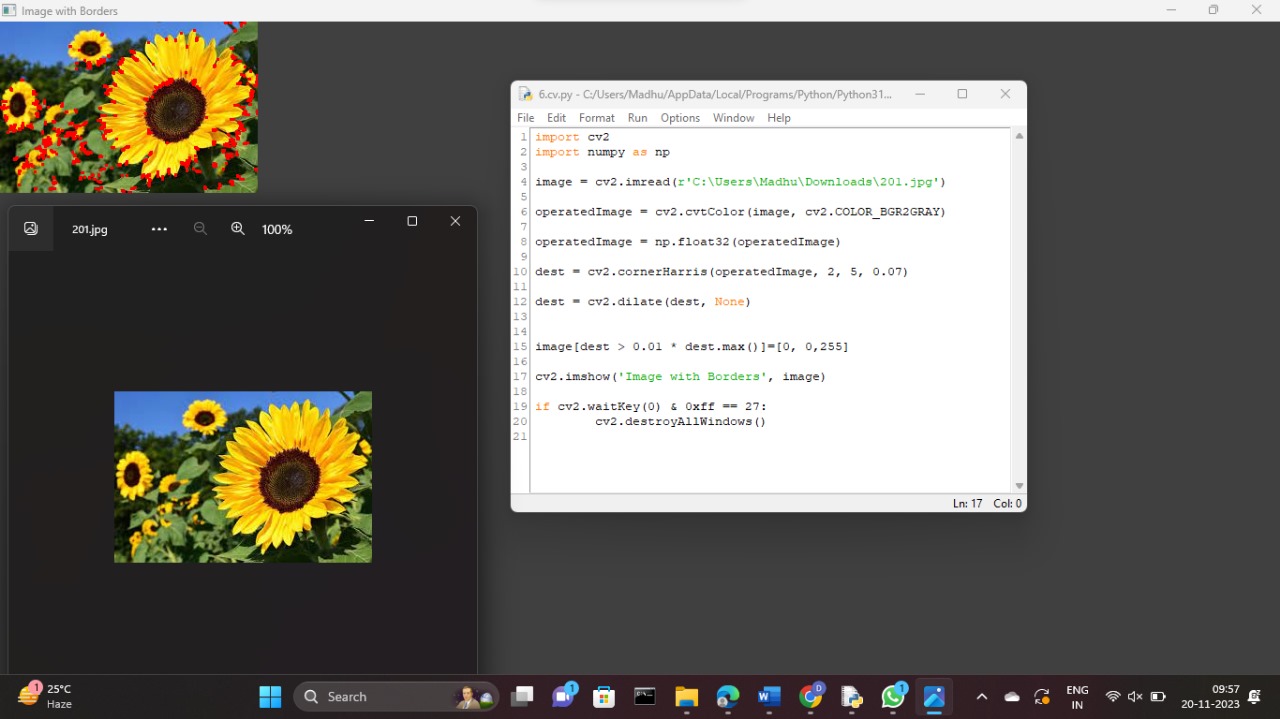 Image with Borders
6.cv.py - C:/Users/Madhu/AppData/Local/Programs/Python/Python31...
File Edit Format Run Options Window Help
1 import cv2
2 import numpy as np
3
4 image = cv2.imread(r'C:\Users\Madhu\Downloads\201.jpg')
5
6 operatedImage = cv2.cvtColor(image, cv2.COLOR_BGR2GRAY)
7
8 operatedImage = np.float32(operatedImage)
9
10 dest = cv2.cornerHarris(operatedImage, 2, 5, 0.07)
11
12 dest = cv2.dilate(dest, None)
13
14
15 image[dest > 0.01 * dest.max()]=[0, 0,255]
16
17 cv2.imshow('Image with Borders', image)
18
19 if cv2.waitKey(0) & 0xff == 27:
20 cv2.destroyAllWindows()
21
Ln: 17 Col: 0
201.jpg ••• 100%
1 25°C
Haze
Search
1
D
1
ENG
IN
09:57
20-11-2023